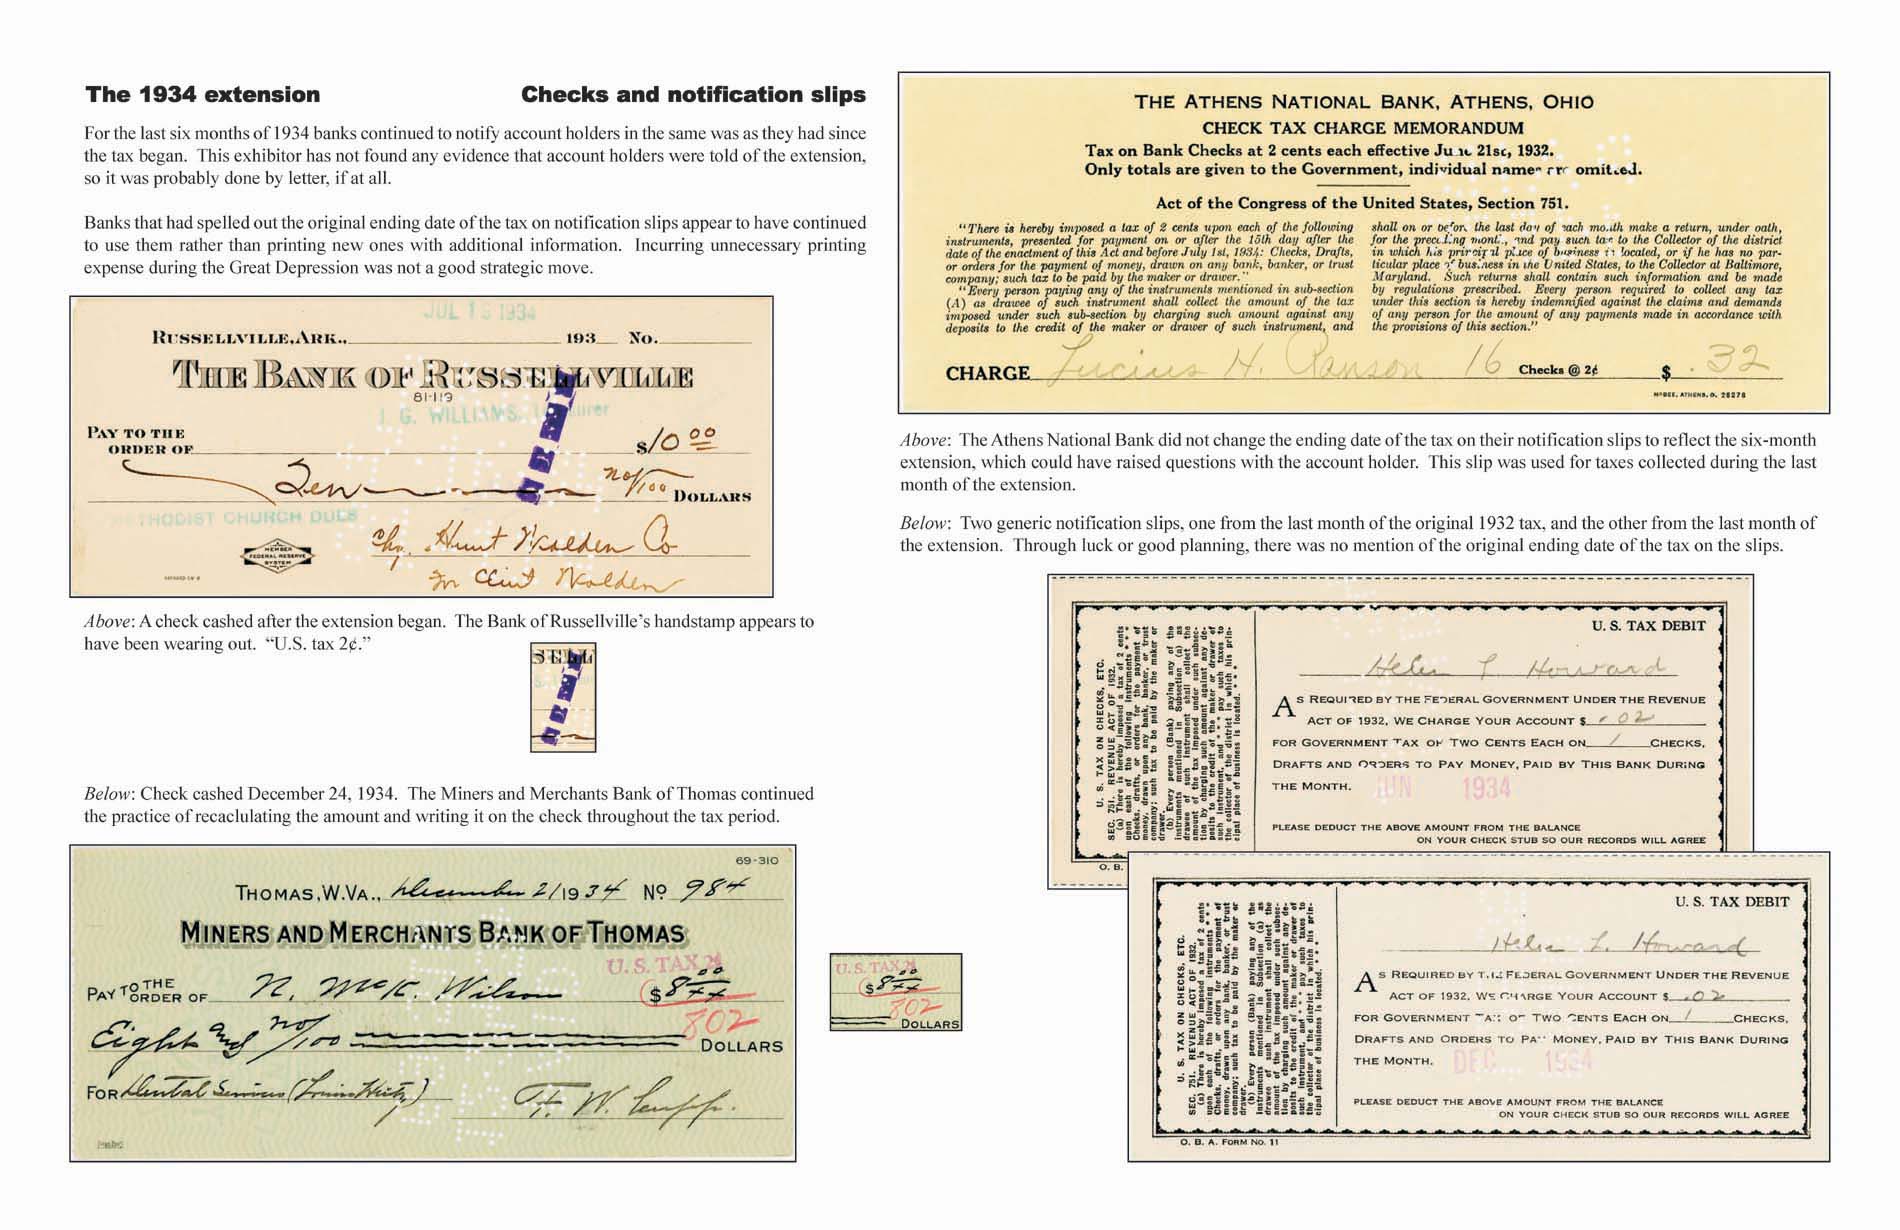 The 1934 extension
Checks and notification slips
For the last six months of 1934 banks continued to notify account holders in the same was as they had since
the tax began. This exhibitor has not found any evidence that account holders were told of the extension,
so it was probably done by letter, if at all.
Banks that had spelled out the original ending date of the tax on notification slips appear to have continued
to use them rather than printing new ones with additional information. Incurring unnecessary printing
expense during the Great Depression was not a good strategic move.
JUL 1 1934
RUSSELLVILLE, ARK., 193 No.
THE BANK OF RUSSELLVILLE
81-119
J. G. WILLIAMS,
PAY TO THE
ORDER OF $10 00
Ten no/100 DOLLARS
METHODIST CHURCH DUES
MEMBER
FEDERAL RESERVE
SYSTEM
Hunt Walden Co
Clint Walden
Above: A check cashed after the extension began. The Bank of Russellville's handstamp appears to
have been wearing out. “U.S. tax 2¢.”
Below: Check cashed December 24, 1934. The Miners and Merchants Bank of Thomas continued
the practice of recaclulating the amount and writing it on the check throughout the tax period.
69-310
THOMAS, W. VA., December 21 1934 No 984
MINERS AND MERCHANTS BANK OF THOMAS
U.S. TAX 2¢
PAY TO THE
ORDER OF N. McK. Wilson $8 00
802
Eight and no/100 DOLLARS
FOR Dental Services
U.S. TAX
$8
802
DOLLARS
THE ATHENS NATIONAL BANK, ATHENS, OHIO
CHECK TAX CHARGE MEMORANDUM
Tax on Bank Checks at 2 cents each effective June 21st, 1932.
Only totals are given to the Government, individual names are omitted.
Act of the Congress of the United States, Section 751.
“There is hereby imposed a tax of 2 cents upon each of the following
instruments, presented for payment on or after the 15th day after the
date of the enactment of this Act and before July 1st, 1934: Checks, Drafts,
or orders for the payment of money, drawn on any bank, banker, or trust
company; such tax to be paid by the maker or drawer.”
“Every person paying any of the instruments mentioned in sub-section
(A) as drawee of such instrument shall collect the amount of the tax
imposed under such sub-section by charging such amount against any
deposits to the credit of the maker or drawer of such instrument, and
shall on or before the last day of each month make a return, under oath,
for the preceding month, and pay such tax to the Collector of the district
in which his principal place of business is located, or if he has no par-
ticular place of business in the United States, to the Collector at Baltimore,
Maryland. Such returns shall contain such information and be made
by regulations prescribed. Every person required to collect any tax
under this section is hereby indemnified against the claims and demands
of any person for the amount of any payments made in accordance with
the provisions of this section.”
CHARGE Lucius H. Ranson 16 Checks @ 2¢ $ .32
McBEE, ATHENS, O. 28276
Above: The Athens National Bank did not change the ending date of the tax on their notification slips to reflect the six-month
extension, which could have raised questions with the account holder. This slip was used for taxes collected during the last
month of the extension.
Below: Two generic notification slips, one from the last month of the original 1932 tax, and the other from the last month of
the extension. Through luck or good planning, there was no mention of the original ending date of the tax on the slips.
U. S. TAX ON CHECKS, ETC.
SEC. 751. REVENUE ACT OF 1932.
(a) There is hereby imposed a tax of 2 cents
upon each of the following instruments * * *
Checks, drafts, or orders for the payment of
money, drawn upon any bank, banker, or trust
company; such tax to be paid by the maker or
drawer.
(b) Every person (Bank) paying any of the
instruments mentioned in Subsection (a) as
drawee of such instrument shall collect the
amount of the tax imposed under such subsec-
tion by charging such amount against any de-
posits to the credit of the maker or drawer of
such instrument, and * * * pay such taxes to
the collector of the district in which his prin-
cipal place of business is located. * * *
U. S. TAX DEBIT
Helen L Howard
AS REQUIRED BY THE FEDERAL GOVERNMENT UNDER THE REVENUE
ACT OF 1932, WE CHARGE YOUR ACCOUNT $ .02
FOR GOVERNMENT TAX OF TWO CENTS EACH ON 1 CHECKS,
DRAFTS AND ORDERS TO PAY MONEY, PAID BY THIS BANK DURING
THE MONTH. JUN 1934
PLEASE DEDUCT THE ABOVE AMOUNT FROM THE BALANCE
ON YOUR CHECK STUB SO OUR RECORDS WILL AGREE
O. B.
U. S. TAX ON CHECKS, ETC.
SEC. 751. REVENUE ACT OF 1932.
(a) There is hereby imposed a tax of 2 cents
upon each of the following instruments * * *
Checks, drafts, or orders for the payment of
money, drawn upon any bank, banker, or trust
company; such tax to be paid by the maker or
drawer.
(b) Every person (Bank) paying any of the
instruments mentioned in Subsection (a) as
drawee of such instrument shall collect the
amount of the tax imposed under such subsec-
tion by charging such amount against any de-
posits to the credit of the maker or drawer of
such instrument, and * * * pay such taxes to
the collector of the district in which his prin-
cipal place of business is located. * * *
U. S. TAX DEBIT
Helen L. Howard
AS REQUIRED BY THE FEDERAL GOVERNMENT UNDER THE REVENUE
ACT OF 1932, WE CHARGE YOUR ACCOUNT $ .02
FOR GOVERNMENT TAX OF TWO CENTS EACH ON 1 CHECKS,
DRAFTS AND ORDERS TO PAY MONEY, PAID BY THIS BANK DURING
THE MONTH. DEC 1934
PLEASE DEDUCT THE ABOVE AMOUNT FROM THE BALANCE
ON YOUR CHECK STUB SO OUR RECORDS WILL AGREE
O. B. A. FORM NO. 11